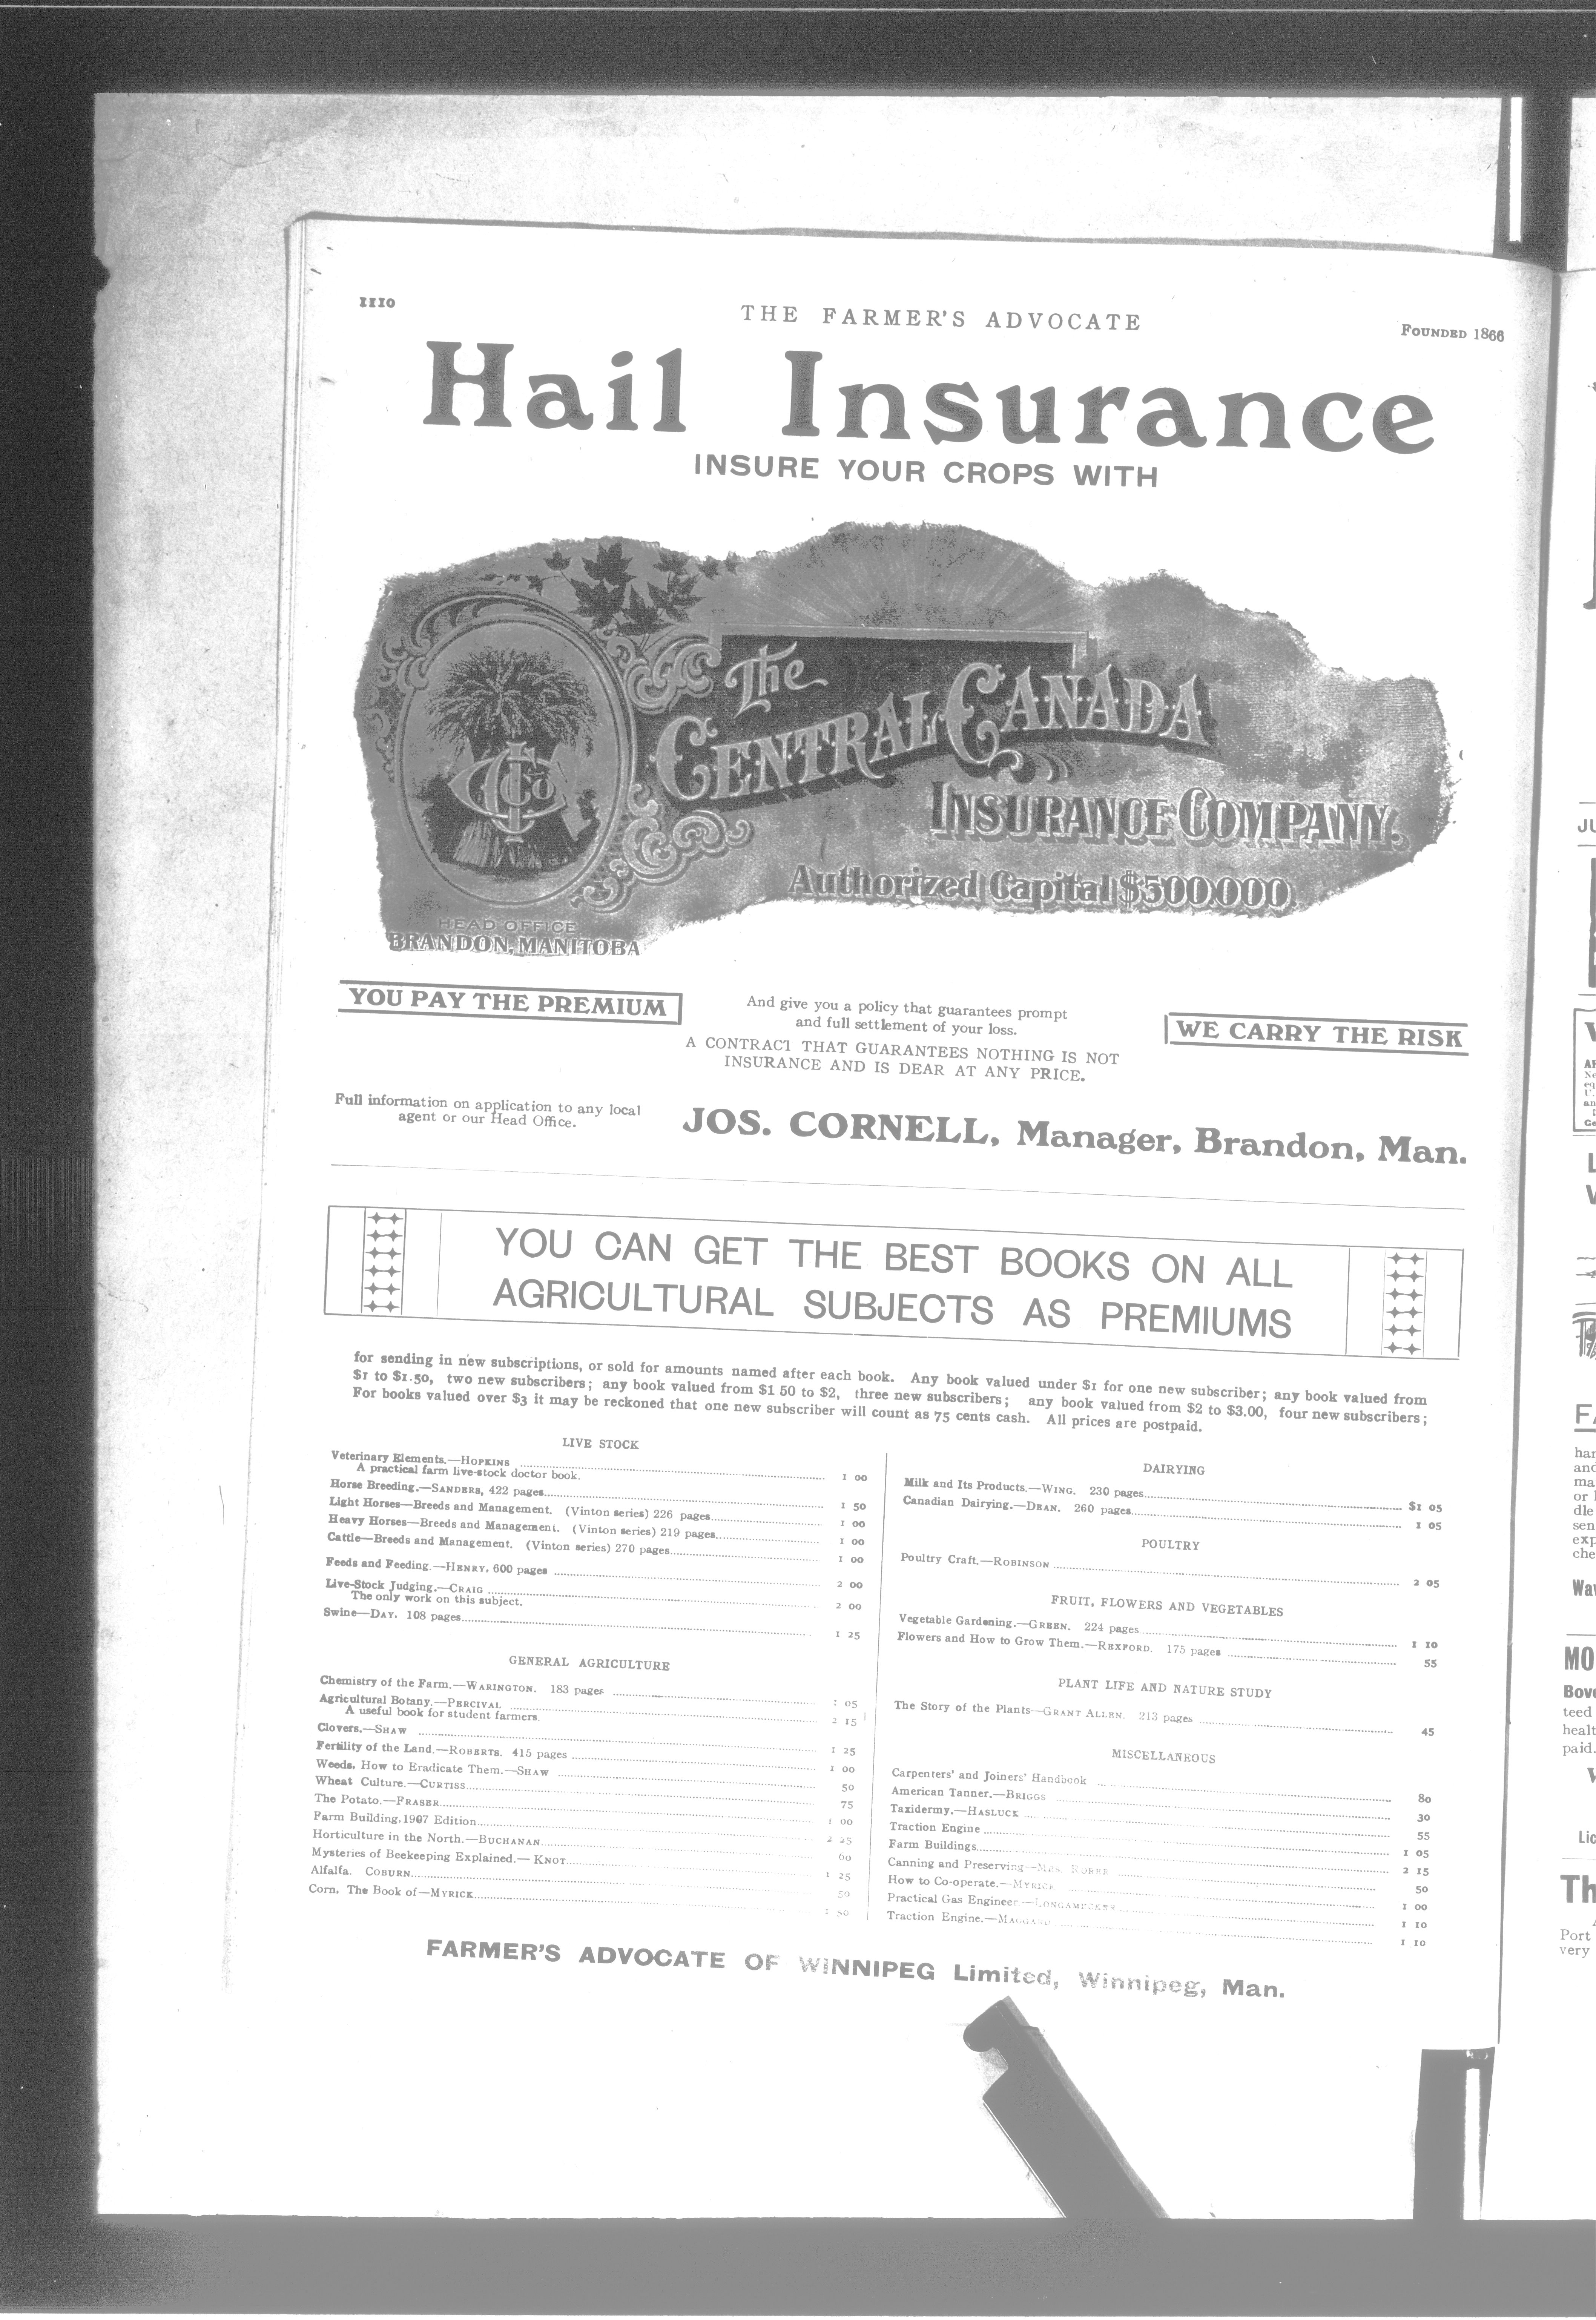 1110
THE FARMER'S ADVOCATE
FOUNDED 1866
Hail Insurance
INSURE YOUR CROPS WITH
The
CENTRAL CANADA
INSURANCE COMPANY.
Authorized Capital $500.000
HEAD OFFICE
BRANDON, MANITOBA
YOU PAY THE PREMIUM
And give you a policy that guarantees prompt
and full settlement of your loss.
WE CARRY THE RISK
A CONTRACT THAT GUARANTEES NOTHING IS NOT
INSURANCE AND IS DEAR AT ANY PRICE.
Full information on application to any local
agent or our Head Office.
JOS. CORNELL, Manager, Brandon, Man.
YOU CAN GET THE BEST BOOKS ON ALL
AGRICULTURAL SUBJECTS AS PREMIUMS
for sending in new subscriptions, or sold for amounts named after each book. Any book valued under $1 for one new subscriber; any book valued from
$1 to $1.50, two new subscribers; any book valued from $1 50 to $2, three new subscribers; any book valued from $2 to $3.00, four new subscribers;
For books valued over $3 it may be reckoned that one new subscriber will count as 75 cents cash. All prices are postpaid.
LIVE STOCK
Veterinary Elements.—HOPKINS 1 00
A practical farm live-stock doctor book.
Horse Breeding.—SANDERS, 422 pages 1 50
Light Horses—Breeds and Management. (Vinton series) 226 pages 1 00
Heavy Horses—Breeds and Management. (Vinton series) 219 pages 1 00
Cattle—Breeds and Management. (Vinton series) 270 pages 1 00
Feeds and Feeding.—HENRY, 600 pages 2 00
Live-Stock Judging.—CRAIG 2 00
The only work on this subject.
Swine—DAY. 108 pages 1 25
GENERAL AGRICULTURE
Chemistry of the Farm.—WARINGTON. 183 pages 1 05
Agricultural Botany.—PERCIVAL 2 15
A useful book for student farmers.
Clovers.—SHAW 1 25
Fertility of the Land.—ROBERTS. 415 pages 1 00
Weeds, How to Eradicate Them.—SHAW 50
Wheat Culture.—CURTISS 75
The Potato.—FRASER 1 00
Farm Building, 1907 Edition 2 25
Horticulture in the North.—BUCHANAN 60
Mysteries of Beekeeping Explained.—KNOT 1 25
Alfalfa. COBURN 50
Corn, The Book of—MYRICK 1 50
DAIRYING
Milk and Its Products.—WING. 230 pages $1 05
Canadian Dairying.—DEAN. 260 pages 1 05
POULTRY
Poultry Craft.—ROBINSON 2 05
FRUIT, FLOWERS AND VEGETABLES
Vegetable Gardening.—GREEN. 224 pages 1 10
Flowers and How to Grow Them.—REXFORD. 175 pages 55
PLANT LIFE AND NATURE STUDY
The Story of the Plants—GRANT ALLEN. 213 pages 45
MISCELLANEOUS
Carpenters' and Joiners' Handbook 80
American Tanner.—BRIGGS 30
Taxidermy.—HASLUCK 55
Traction Engine 1 05
Farm Buildings 2 15
Canning and Preserving—MRS. RORER 50
How to Co-operate.—MYRICK 1 00
Practical Gas Engineer— 1 10
Traction Engine.—MAGGARD 1 10
FARMER'S ADVOCATE OF WINNIPEG Limited, Winnipeg, Man.